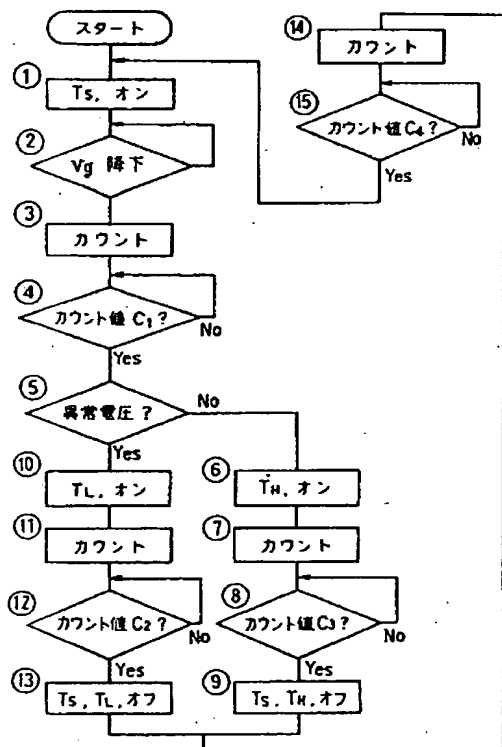 スタート
① Ts, オン
② Vg 降下
③ カウント
④ カウント値 C1 ?
No
Yes
⑤ 異常電圧 ?
No
Yes
⑩ TL, オン
⑪ カウント
⑫ カウント値 C2 ?
No
Yes
⑬ Ts, TL, オフ
⑥ TH, オン
⑦ カウント
⑧ カウント値 C3 ?
No
Yes
⑨ Ts, TH, オフ
⑭ カウント
⑮ カウント値 C4 ?
No
Yes